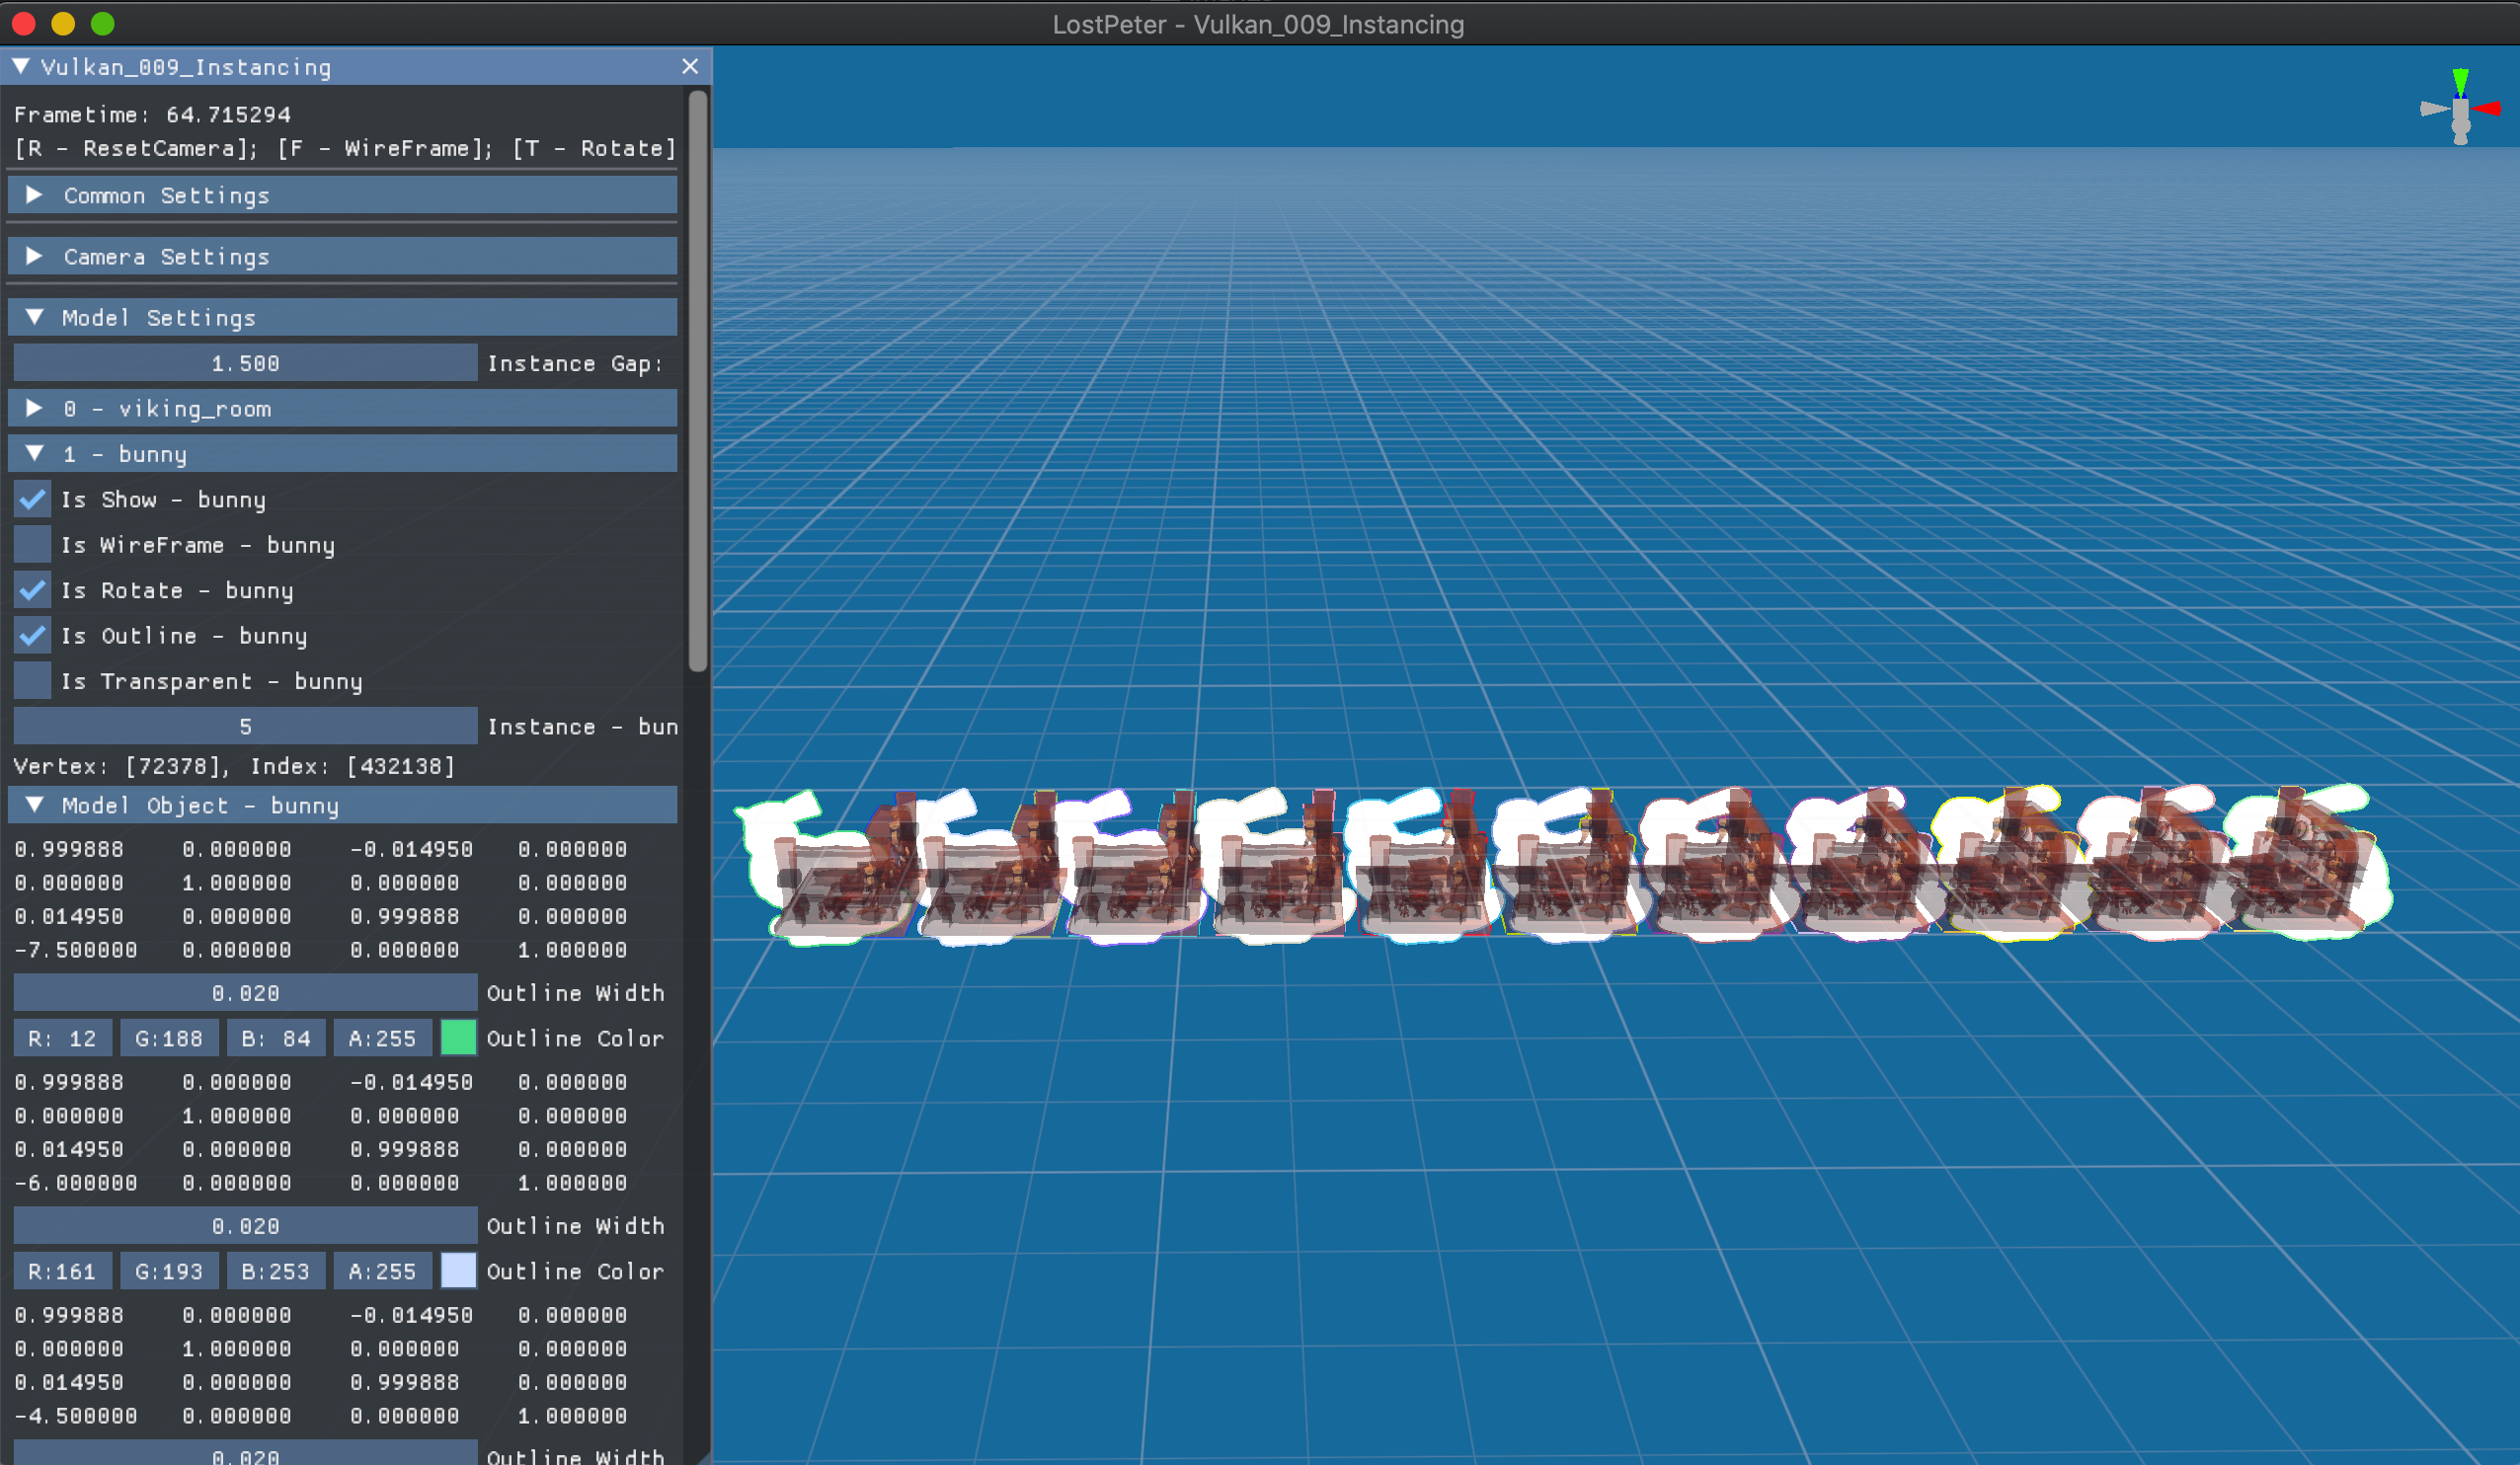 LostPeter - Vulkan_009_Instancing
Vulkan_009_Instancing
Frametime: 64.715294
[R - ResetCamera]; [F - WireFrame]; [T - Rotate]
Common Settings
Camera Settings
Model Settings
1.500 Instance Gap:
0 - viking_room
1 - bunny
Is Show - bunny
Is WireFrame - bunny
Is Rotate - bunny
Is Outline - bunny
Is Transparent - bunny
5 Instance - bun
Vertex: [72378], Index: [432138]
Model Object - bunny
0.999888 0.000000 -0.014950 0.000000
0.000000 1.000000 0.000000 0.000000
0.014950 0.000000 0.999888 0.000000
-7.500000 0.000000 0.000000 1.000000
0.020 Outline Width
R: 12 G:188 B: 84 A:255 Outline Color
0.999888 0.000000 -0.014950 0.000000
0.000000 1.000000 0.000000 0.000000
0.014950 0.000000 0.999888 0.000000
-6.000000 0.000000 0.000000 1.000000
0.020 Outline Width
R:161 G:193 B:253 A:255 Outline Color
0.999888 0.000000 -0.014950 0.000000
0.000000 1.000000 0.000000 0.000000
0.014950 0.000000 0.999888 0.000000
-4.500000 0.000000 0.000000 1.000000
0.020 Outline Width